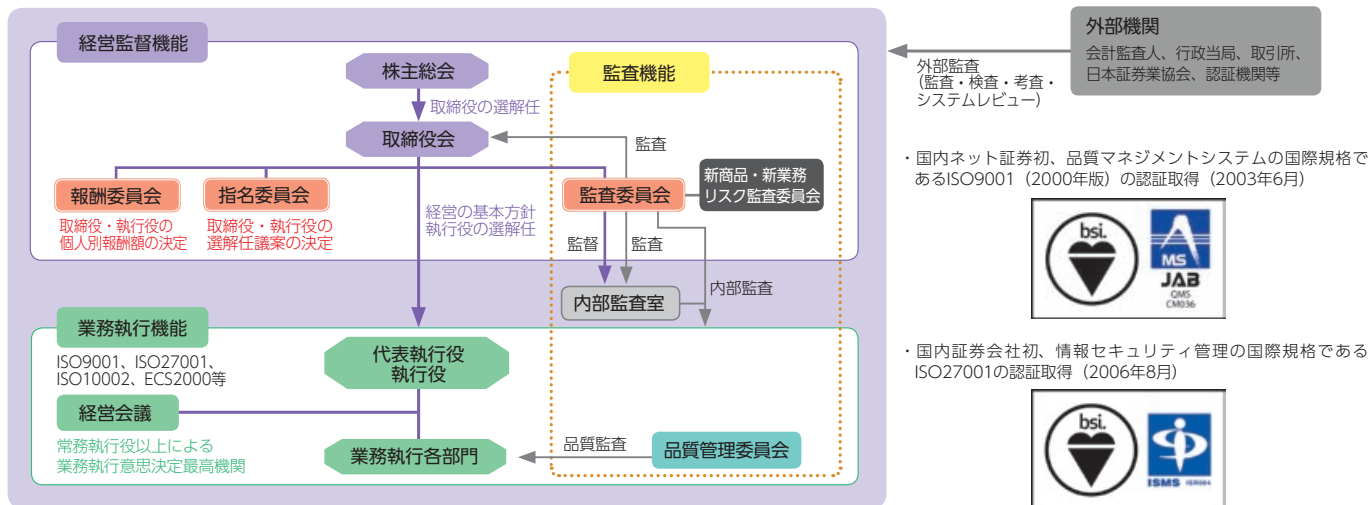 経営監督機能
株主総会
取締役の選解任
取締役会
報酬委員会
取締役・執行役の
個人別報酬額の決定
指名委員会
取締役・執行役の
選解任議案の決定
経営の基本方針
執行役の選解任
監査機能
監査
監査委員会
新商品・新業務
リスク監査委員会
監督
監査
内部監査
内部監査室
業務執行機能
ISO9001、ISO27001、
ISO10002、ECS2000等
代表執行役
執行役
経営会議
常務執行役以上による
業務執行意思決定最高機関
業務執行各部門
品質監査
品質管理委員会
外部監査
（監査・検査・考査・
システムレビュー）
外部機関
会計監査人、行政当局、取引所、
日本証券業協会、認証機関等
・国内ネット証券初、品質マネジメントシステムの国際規格で
あるISO9001（2000年版）の認証取得（2003年6月）
bsi.
MS
JAB
QMS
CM036
・国内証券会社初、情報セキュリティ管理の国際規格である
ISO27001の認証取得（2006年8月）
bsi.
ISMS